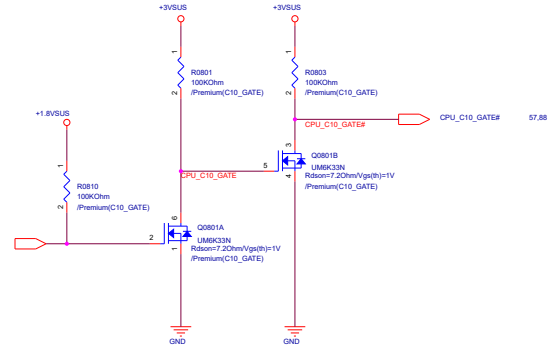 +3VSUS
+3VSUS
1
R0801
100KOhm
2
/Premium(C10_GATE)
1
R0803
100KOhm
2
/Premium(C10_GATE)
+1.8VSUS
CPU_C10_GATE#
CPU_C10_GATE# 57,88
3
Q0801B
5
UM6K33N
4
Rdson=7.2Ohm/Vgs(th)=1V
/Premium(C10_GATE)
CPU_C10_GATE
1
R0810
100KOhm
2
/Premium(C10_GATE)
6
Q0801A
2
UM6K33N
1
Rdson=7.2Ohm/Vgs(th)=1V
/Premium(C10_GATE)
GND
GND